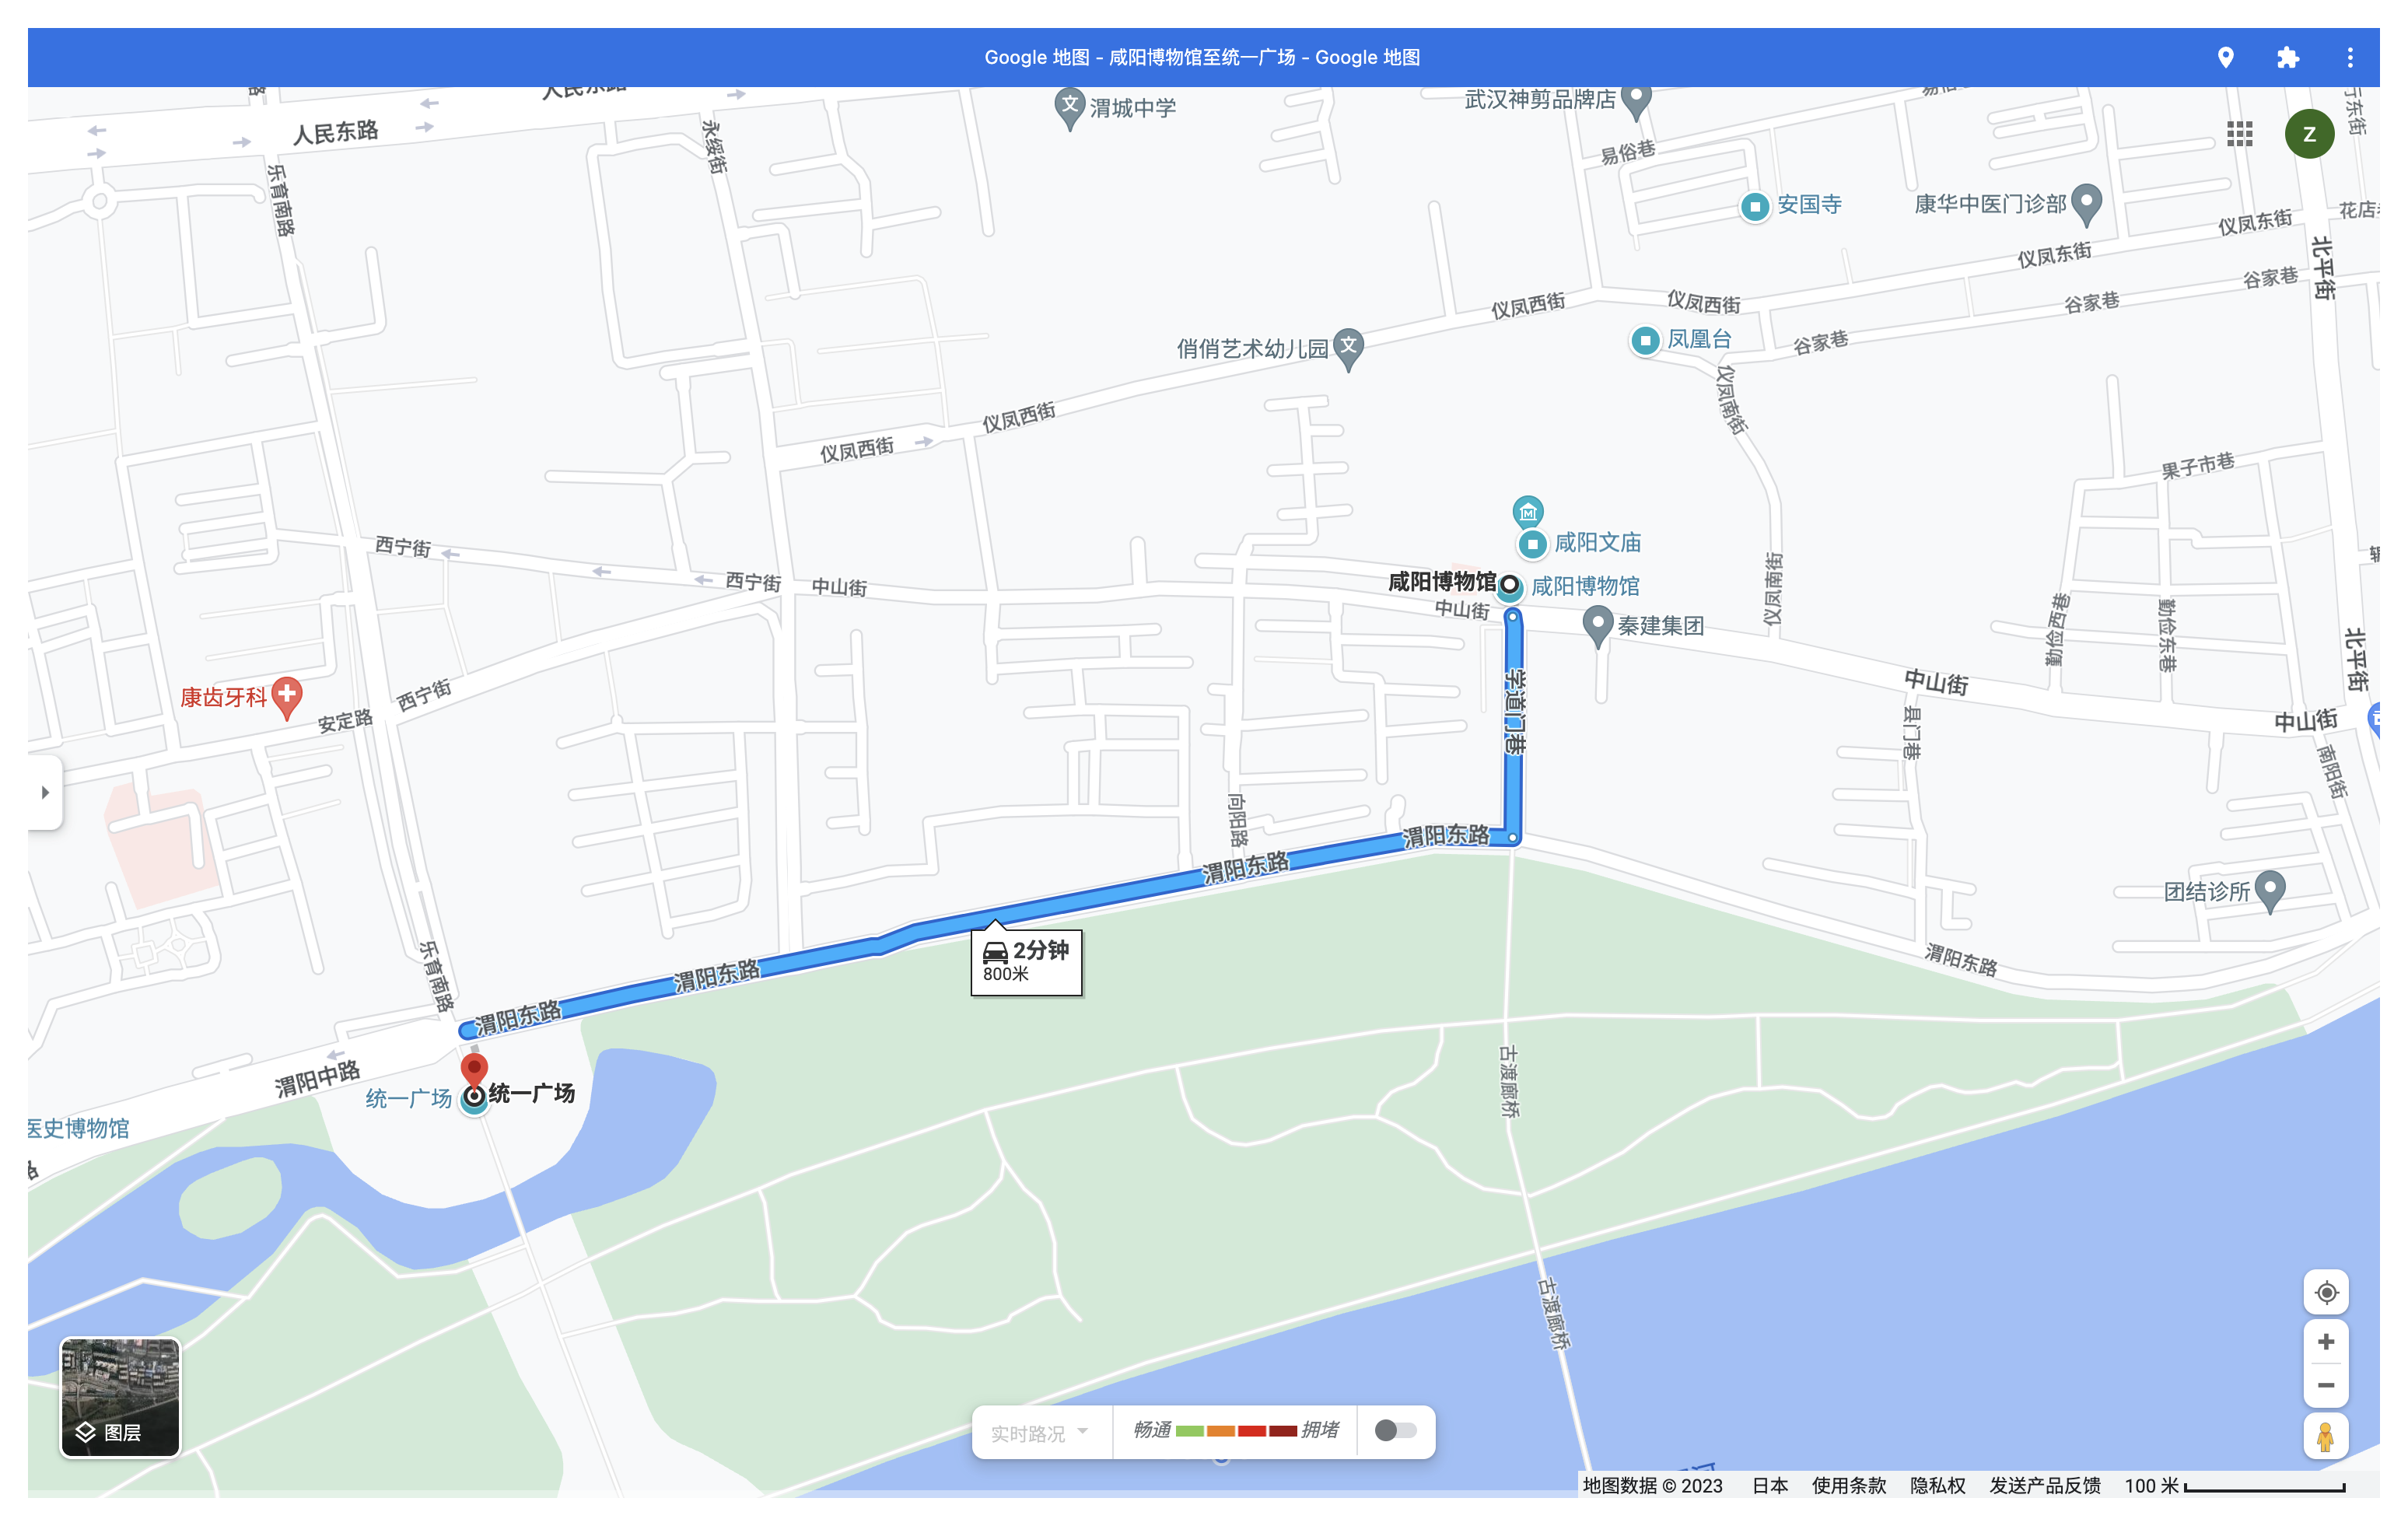 Google 地图 - 咸阳博物馆至统一广场 - Google 地图
人民东路
人民东路
渭城中学
武汉神剪品牌店
Z
永绥街
易俗巷
乐育南路
安国寺
康华中医门诊部
仪凤东街
仪凤东街
北平街
谷家巷
谷家巷
谷家巷
仪凤西街
仪凤西街
凤凰台
俏俏艺术幼儿园
仪凤南街
仪凤西街
仪凤西街
果子市巷
西宁街
西宁街
中山街
咸阳文庙
咸阳博物馆
咸阳博物馆
中山街
秦建集团
仪凤南街
勤俭西巷
勤俭东巷
北平街
康齿牙科
安定路
西宁街
学道门巷
中山街
县门巷
中山街
南阳街
向阳路
渭阳东路
渭阳东路
团结诊所
2分钟
800米
渭阳东路
渭阳东路
渭阳东路
乐育南路
渭阳中路
统一广场
统一广场
医史博物馆
古渡廊桥
古渡廊桥
图层
实时路况
畅通
拥堵
地图数据 © 2023
日本
使用条款
隐私权
发送产品反馈
100 米